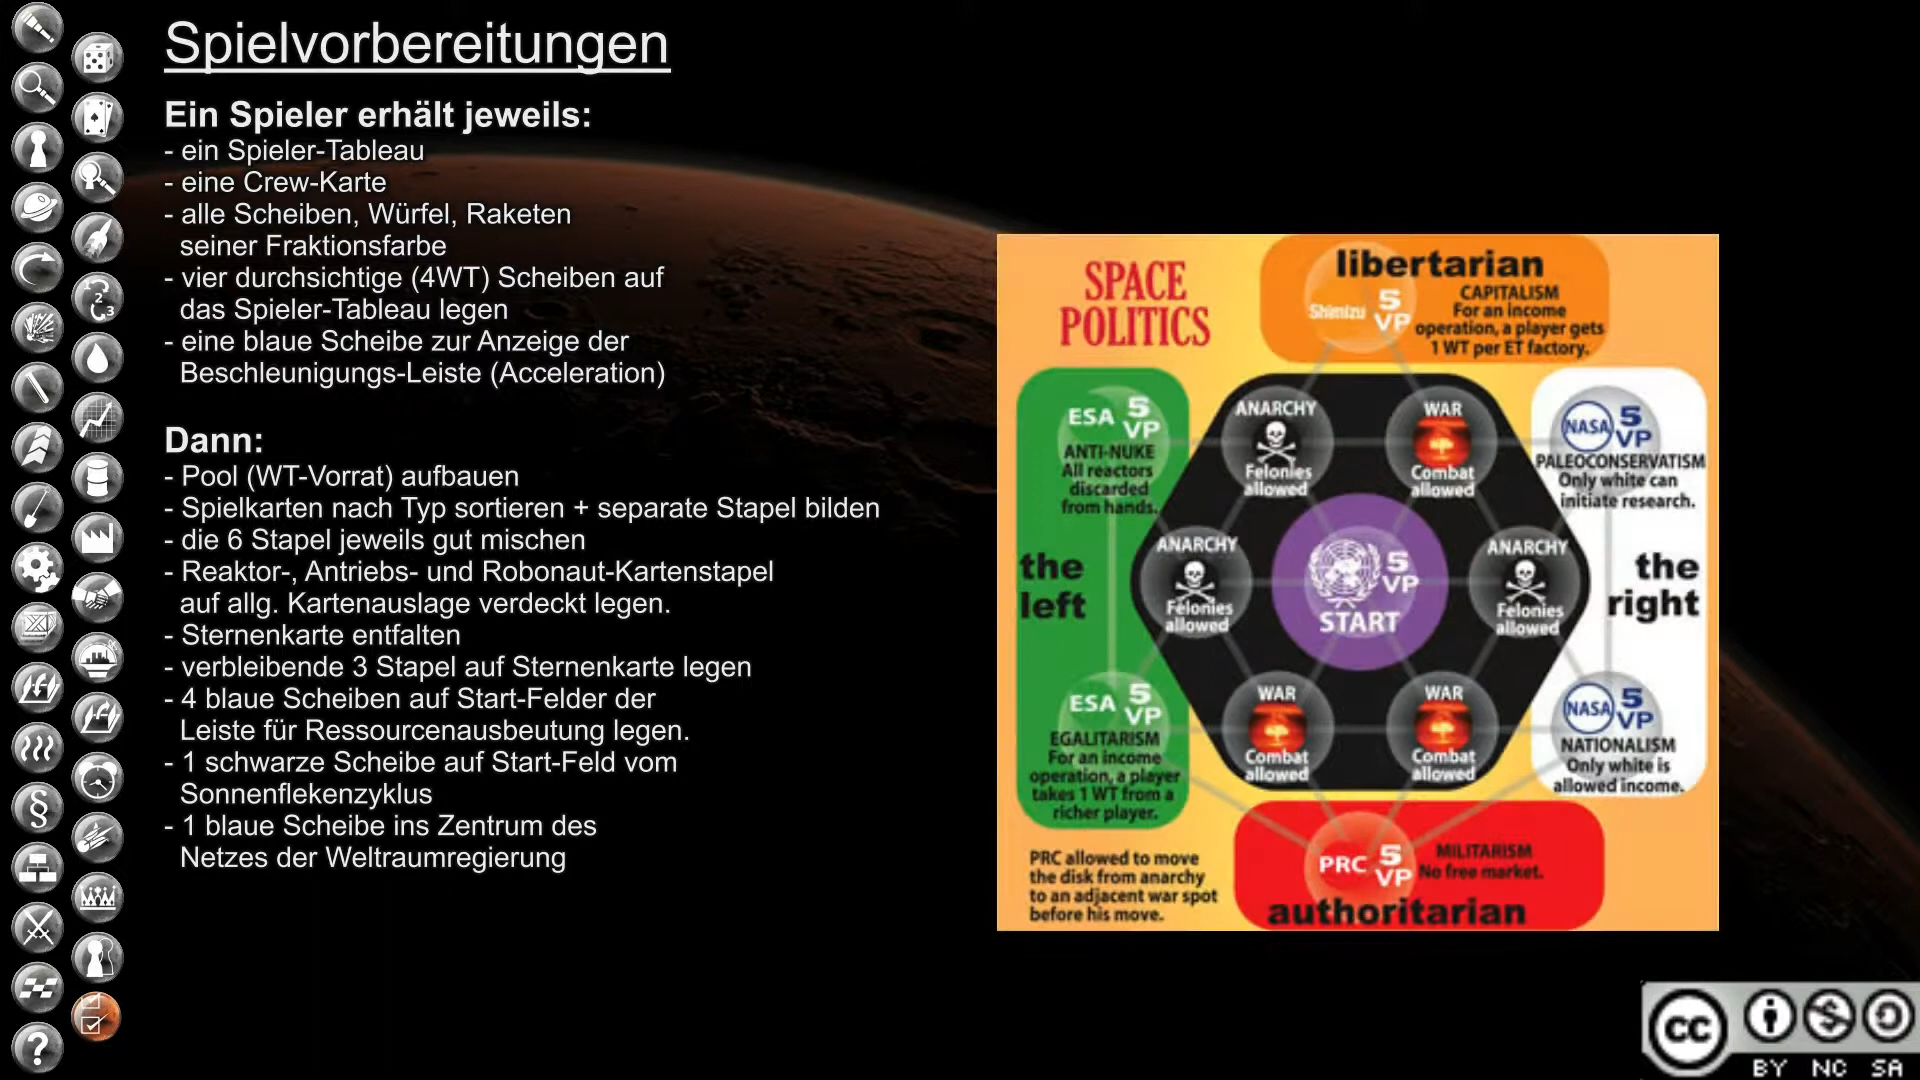 Spielvorbereitungen
Ein Spieler erhält jeweils:
- ein Spieler-Tableau
- eine Crew-Karte
- alle Scheiben, Würfel, Raketen
seiner Fraktionsfarbe
- vier durchsichtige (4WT) Scheiben auf
das Spieler-Tableau legen
- eine blaue Scheibe zur Anzeige der
Beschleunigungs-Leiste (Acceleration)
Dann:
- Pool (WT-Vorrat) aufbauen
- Spielkarten nach Typ sortieren + separate Stapel bilden
- die 6 Stapel jeweils gut mischen
- Reaktor-, Antriebs- und Robonaut-Kartenstapel
auf allg. Kartenauslage verdeckt legen.
- Sternenkarte entfalten
- verbleibende 3 Stapel auf Sternenkarte legen
- 4 blaue Scheiben auf Start-Felder der
Leiste für Ressourcenausbeutung legen.
- 1 schwarze Scheibe auf Start-Feld vom
Sonnenflekenzyklus
- 1 blaue Scheibe ins Zentrum des
Netzes der Weltraumregierung
2
3
§
?
SPACE
POLITICS
libertarian
Shimizu 5 VP
CAPITALISM
For an income
operation, a player gets
1 WT per ET factory.
ESA 5 VP
ANTI-NUKE
All reactors
discarded
from hands.
ANARCHY
Felonies
allowed
WAR
Combat
allowed
NASA 5 VP
PALEOCONSERVATISM
Only white can
initiate research.
the
left
ANARCHY
Felonies
allowed
5 VP
START
ANARCHY
Felonies
allowed
the
right
ESA 5 VP
EGALITARISM
For an income
operation, a player
takes 1 WT from a
richer player.
WAR
Combat
allowed
WAR
Combat
allowed
NASA 5 VP
NATIONALISM
Only white is
allowed income.
PRC allowed to move
the disk from anarchy
to an adjacent war spot
before his move.
PRC 5 VP
MILITARISM
No free market.
authoritarian
cc
BY NC SA